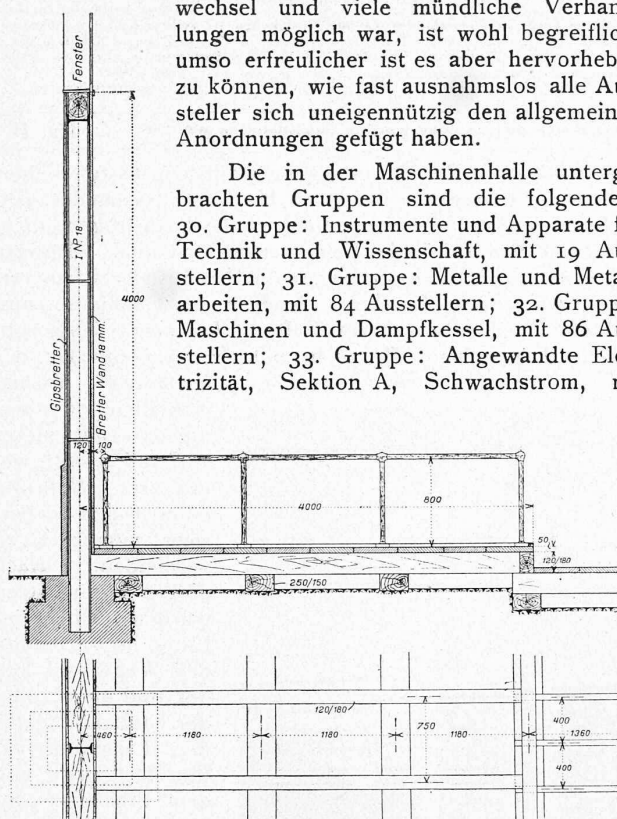 wechsel und viele mündliche Verhan
lungen möglich war, ist wohl begreiflic
umso erfreulicher ist es aber hervorheb
zu können, wie fast ausnahmslos alle Au
steller sich uneigennützig den allgemein
Anordnungen gefügt haben.
Die in der Maschinenhalle unterg
brachten Gruppen sind die folgende
30. Gruppe: Instrumente und Apparate f
Technik und Wissenschaft, mit 19 Au
stellern; 31. Gruppe: Metalle und Meta
arbeiten, mit 84 Ausstellern; 32. Grupp
Maschinen und Dampfkessel, mit 86 Au
stellern; 33. Gruppe: Angewandte Ele
trizität, Sektion A, Schwachstrom, m
Fenster
I NP. 18
4000
Gipsbretter
Bretter Wand 18 mm.
120
100
4000
800
50
120/180
250/150
120/180
460
1180
1180
750
1180
400
1360
400